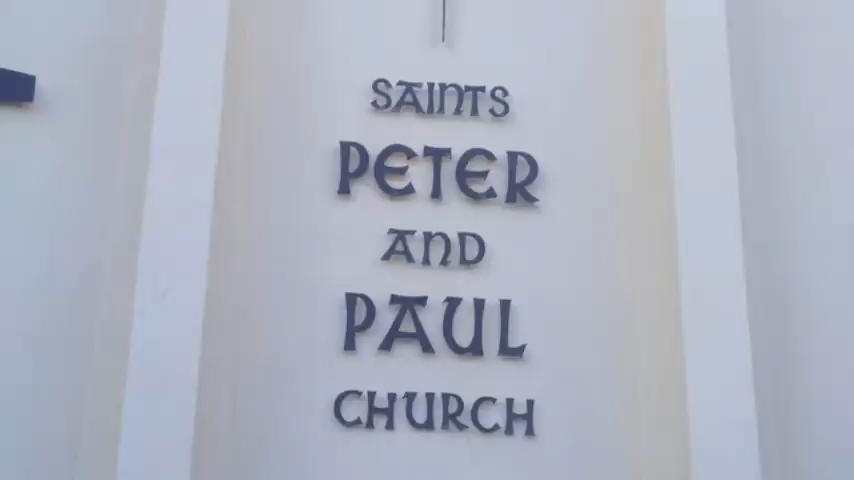 SAINTS
PETER
AND
PAUL
CHURCH